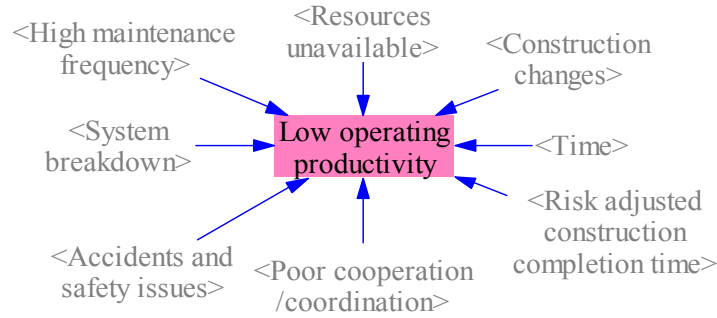 <Resources
unavailable>
<High maintenance
frequency>
<Construction
changes>
<System
breakdown>
Low operating
productivity
<Time>
<Accidents and
safety issues>
<Poor cooperation
/coordination>
<Risk adjusted
construction
completion time>